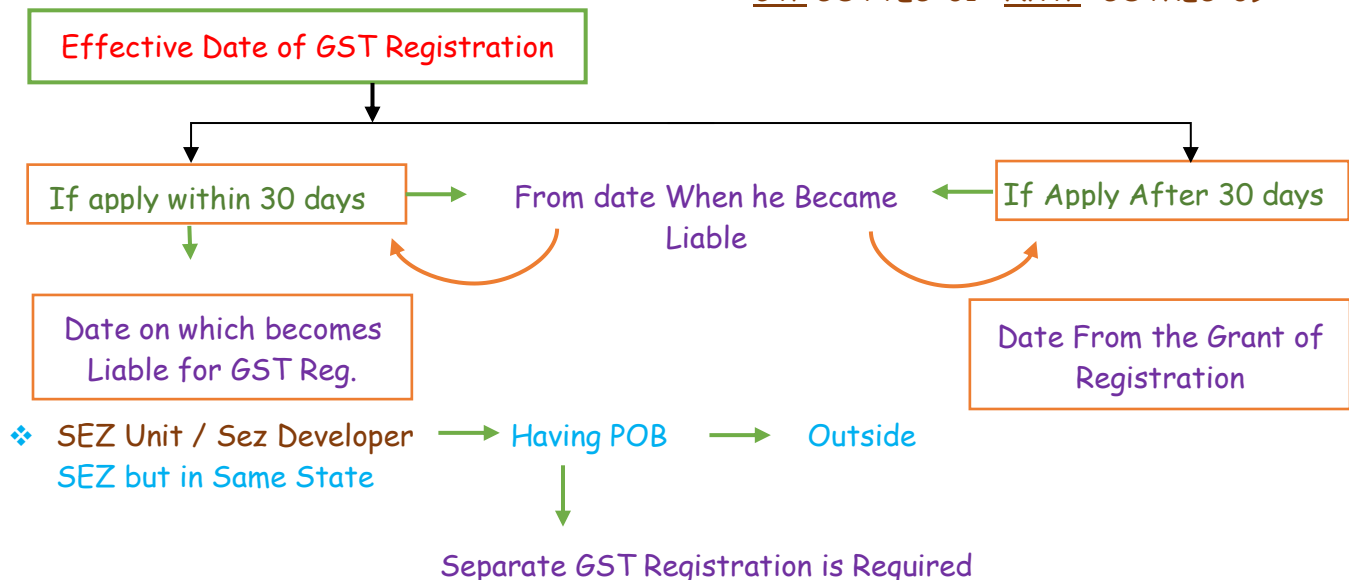 Effective Date of GST Registration
If apply within 30 days
From date When he Became
Liable
If Apply After 30 days
Date on which becomes
Liable for GST Reg.
Date From the Grant of
Registration
❖ SEZ Unit / Sez Developer Having POB Outside
SEZ but in Same State
Separate GST Registration is Required